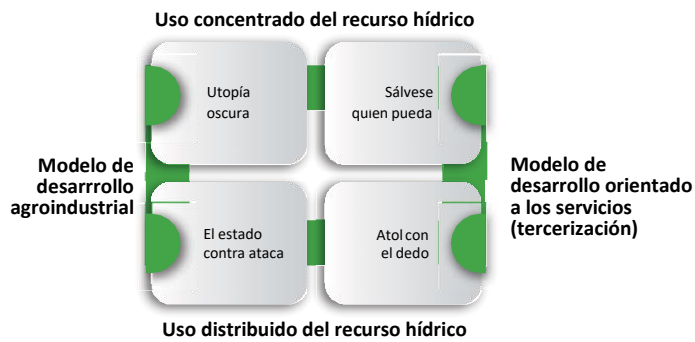 Uso concentrado del recurso hídrico
Utopía
oscura
Sálvese
quien pueda
Modelo de
desarrrollo
agroindustrial
Modelo de
desarrollo orientado
a los servicios
(tercerización)
El estado
contra ataca
Atol con
el dedo
Uso distribuido del recurso hídrico